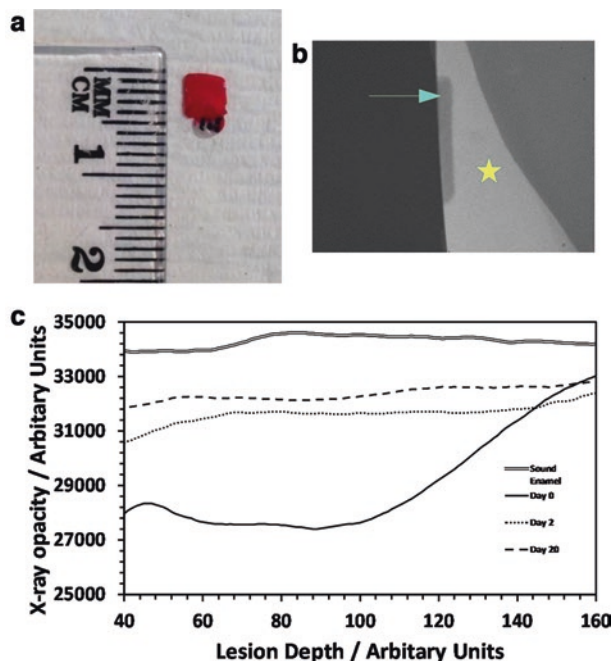 a
MM
CM
1
2
b
c
X-ray opacity / Arbitary Units
35000
33000
31000
29000
27000
25000
Sound
Enamel
Day 0
Day 2
Day 20
40
60
80
100
120
140
160
Lesion Depth / Arbitary Units